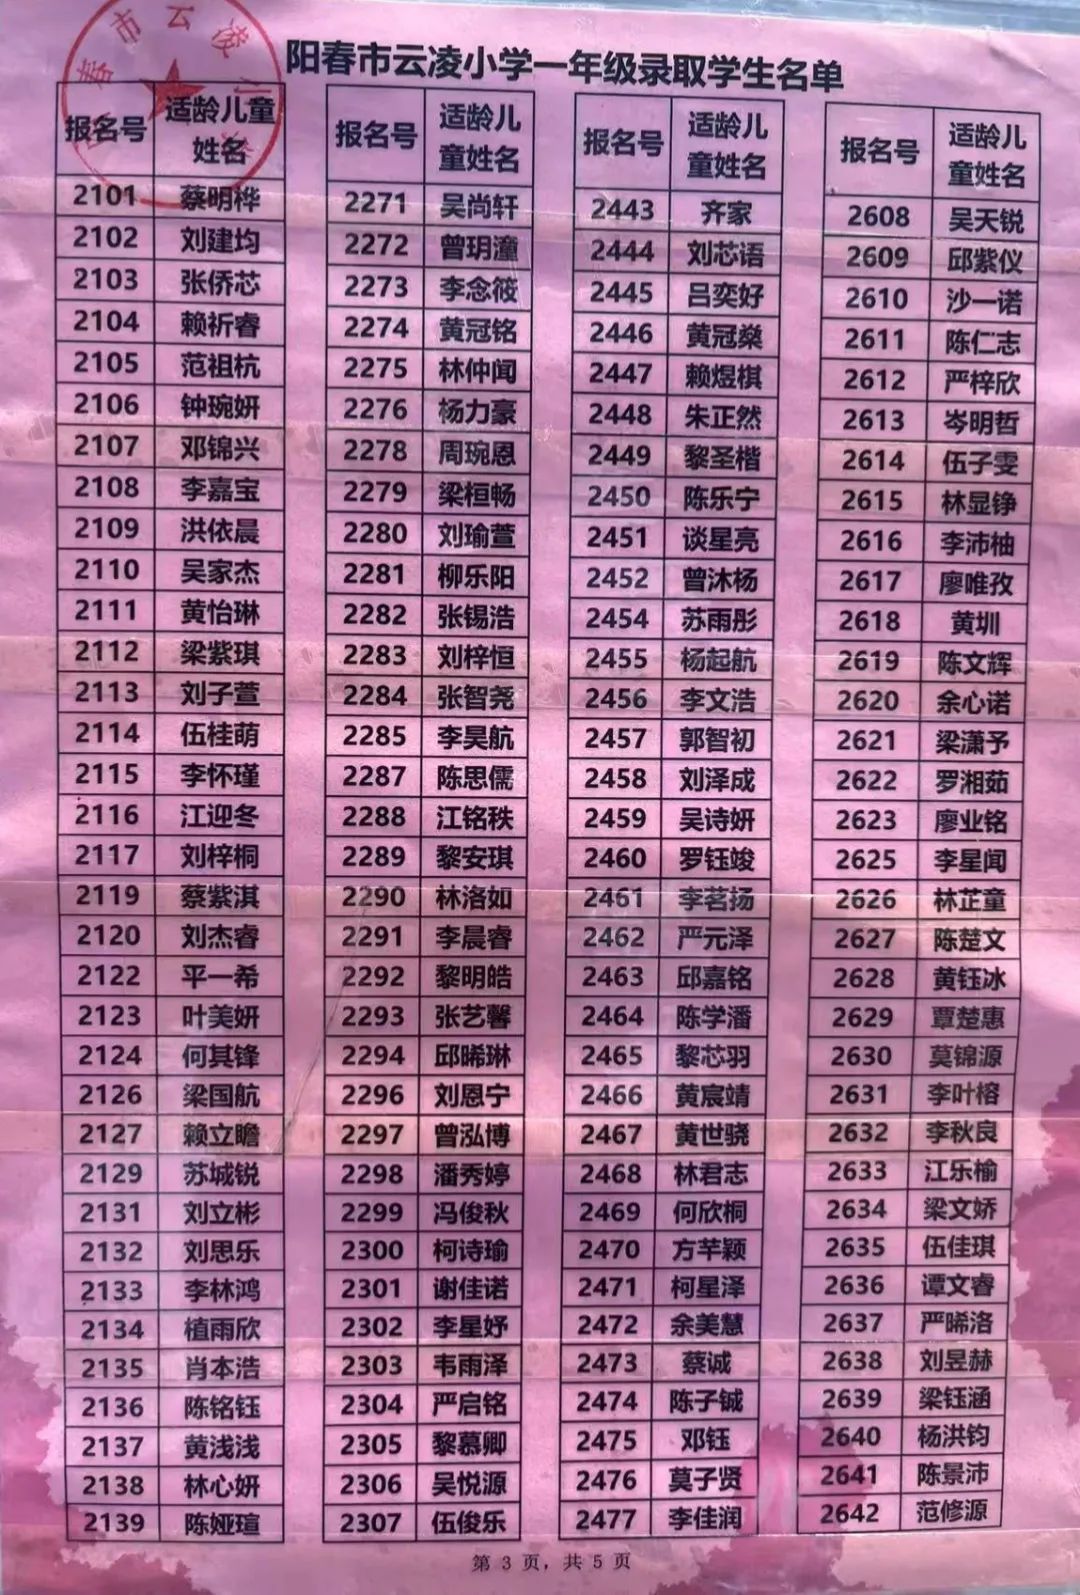 阳春市云凌小学一年级录取学生名单
报名号 适龄儿童姓名
2101 蔡明桦
2102 刘建均
2103 张侨芯
2104 赖祈睿
2105 范祖杭
2106 钟琬妍
2107 邓锦兴
2108 李嘉宝
2109 洪依晨
2110 吴家杰
2111 黄怡琳
2112 梁紫琪
2113 刘子萱
2114 伍桂萌
2115 李怀瑾
2116 江迎冬
2117 刘梓桐
2119 蔡紫淇
2120 刘杰睿
2122 平一希
2123 叶美妍
2124 何其锋
2126 梁国航
2127 赖立瞻
2129 苏城锐
2131 刘立彬
2132 刘思乐
2133 李林鸿
2134 植雨欣
2135 肖本浩
2136 陈铭钰
2137 黄浅浅
2138 林心妍
2139 陈娅瑄
报名号 适龄儿童姓名
2271 吴尚轩
2272 曾玥潼
2273 李念筱
2274 黄冠铭
2275 林仲闻
2276 杨力豪
2278 周琬恩
2279 梁桓畅
2280 刘瑜萱
2281 柳乐阳
2282 张锡浩
2283 刘梓恒
2284 张智尧
2285 李昊航
2287 陈思儒
2288 江铭秩
2289 黎安琪
2290 林洛如
2291 李晨睿
2292 黎明皓
2293 张艺馨
2294 邱晞琳
2296 刘恩宁
2297 曾泓博
2298 潘秀婷
2299 冯俊秋
2300 柯诗瑜
2301 谢佳诺
2302 李星妤
2303 韦雨泽
2304 严启铭
2305 黎慕卿
2306 吴悦源
2307 伍俊乐
报名号 适龄儿童姓名
2443 齐家
2444 刘芯语
2445 吕奕好
2446 黄冠燊
2447 赖煜棋
2448 朱正然
2449 黎圣楷
2450 陈乐宁
2451 谈星亮
2452 曾沐杨
2454 苏雨彤
2455 杨起航
2456 李文浩
2457 郭智初
2458 刘泽成
2459 吴诗妍
2460 罗钰竣
2461 李茗扬
2462 严元泽
2463 邱嘉铭
2464 陈学潘
2465 黎芯羽
2466 黄宸靖
2467 黄世骁
2468 林君志
2469 何欣桐
2470 方芊颖
2471 柯星泽
2472 余美慧
2473 蔡诚
2474 陈子铖
2475 邓钰
2476 莫子贤
2477 李佳润
报名号 适龄儿童姓名
2608 吴天锐
2609 邱紫仪
2610 沙一诺
2611 陈仁志
2612 严梓欣
2613 岑明哲
2614 伍子雯
2615 林显铮
2616 李沛柚
2617 廖唯孜
2618 黄圳
2619 陈文辉
2620 余心诺
2621 梁潇予
2622 罗湘茹
2623 廖业铭
2625 李星闻
2626 林芷童
2627 陈楚文
2628 黄钰冰
2629 覃楚惠
2630 莫锦源
2631 李叶榕
2632 李秋良
2633 江乐榆
2634 梁文娇
2635 伍佳琪
2636 谭文睿
2637 严晞洛
2638 刘昱赫
2639 梁钰涵
2640 杨洪钧
2641 陈景沛
2642 范修源
第 3 页，共 5 页